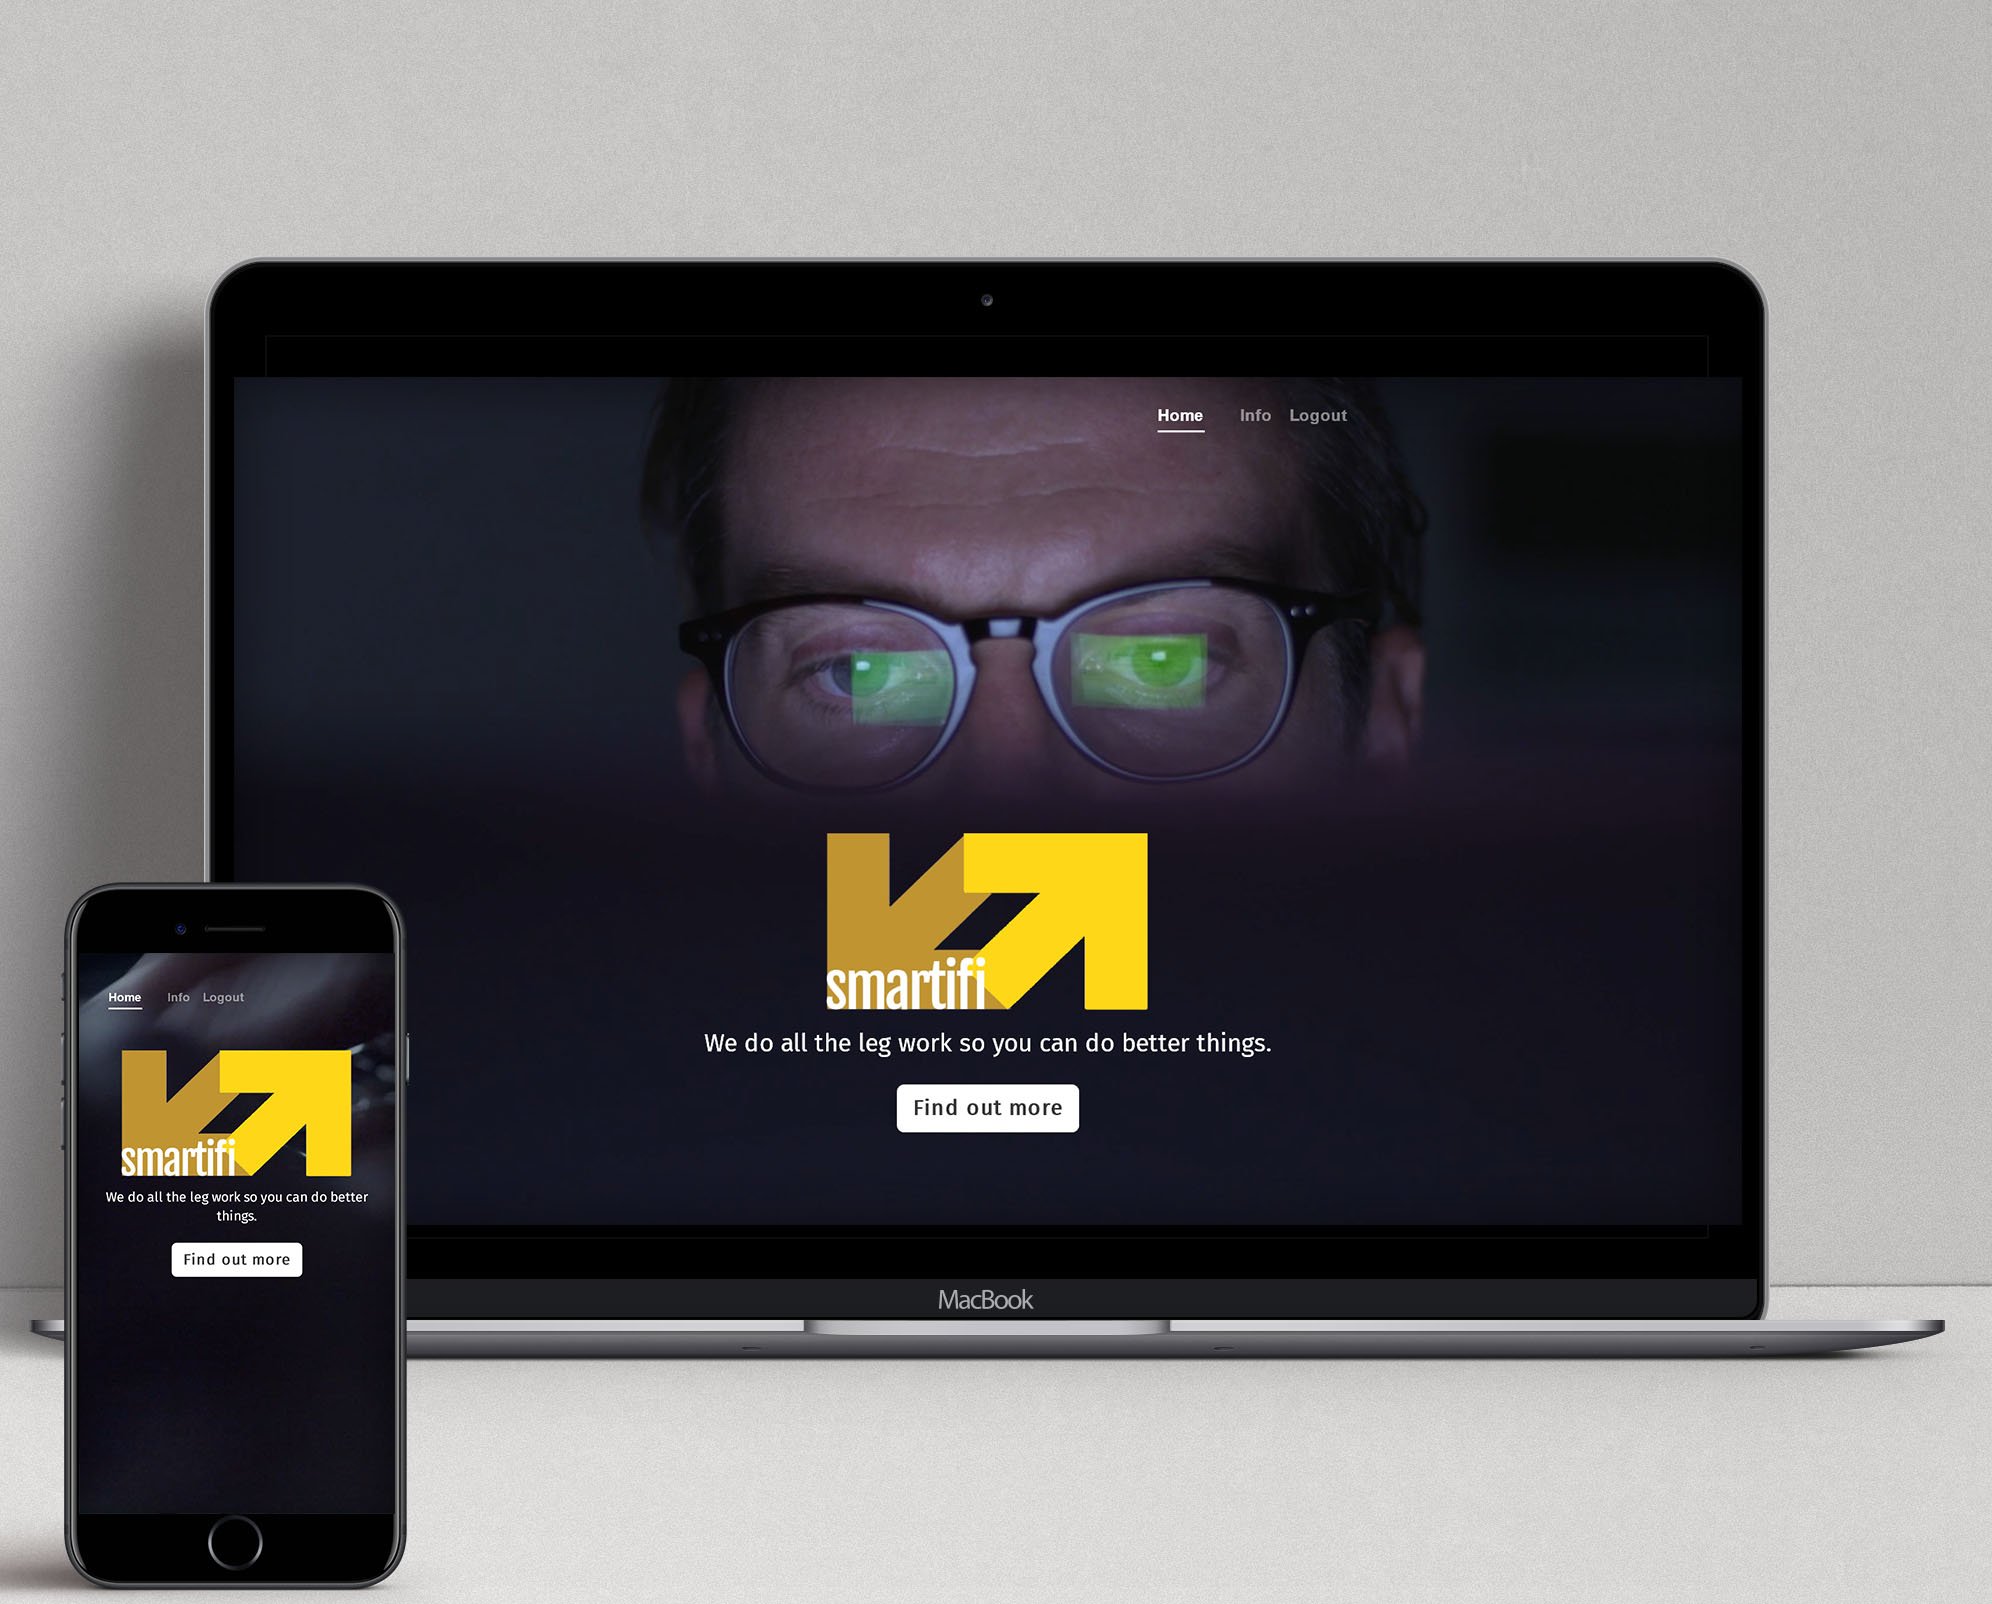 Home Info Logout
smartifi
We do all the leg work so you can do better things.
Find out more
MacBook
Home Info Logout
smartifi
We do all the leg work so you can do better
things.
Find out more